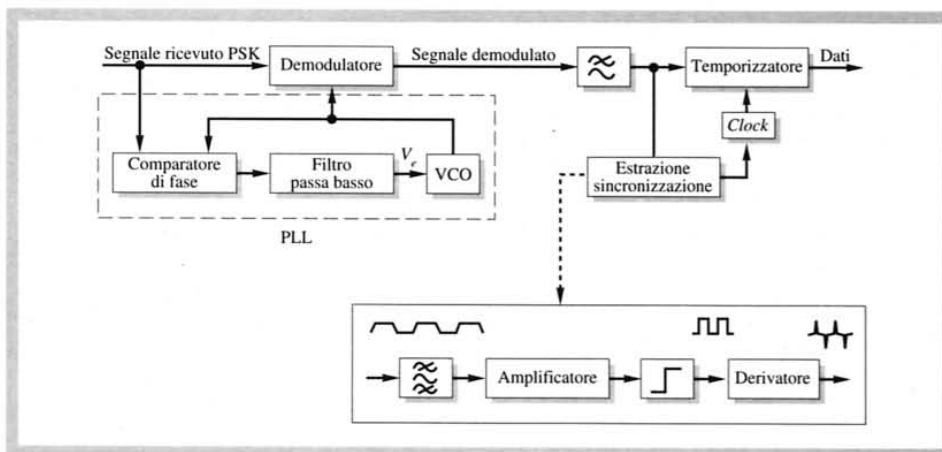 Segnale ricevuto PSK
Demodulatore
Segnale demodulato
Temporizzatore
Dati
Clock
Comparatore
di fase
Filtro
passa basso
Ve
VCO
Estrazione
sincronizzazione
PLL
Amplificatore
Derivatore